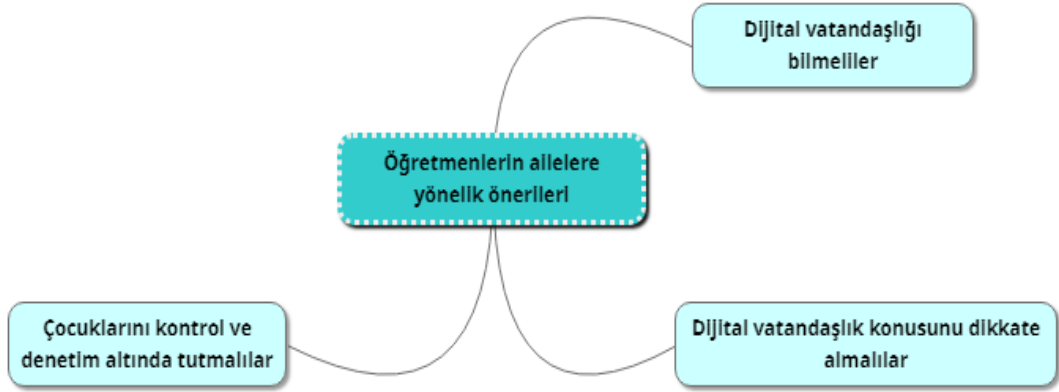 Dijital vatandaşlığı
bilmeliler
Öğretmenlerin ailelere
yönelik önerileri
Çocuklarını kontrol ve
denetim altında tutmalılar
Dijital vatandaşlık konusunu dikkate
almalılar